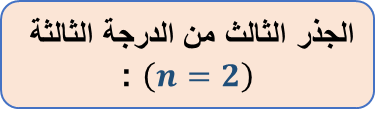 الجذر الثالث من الدرجة الثالثة
(n = 2) :